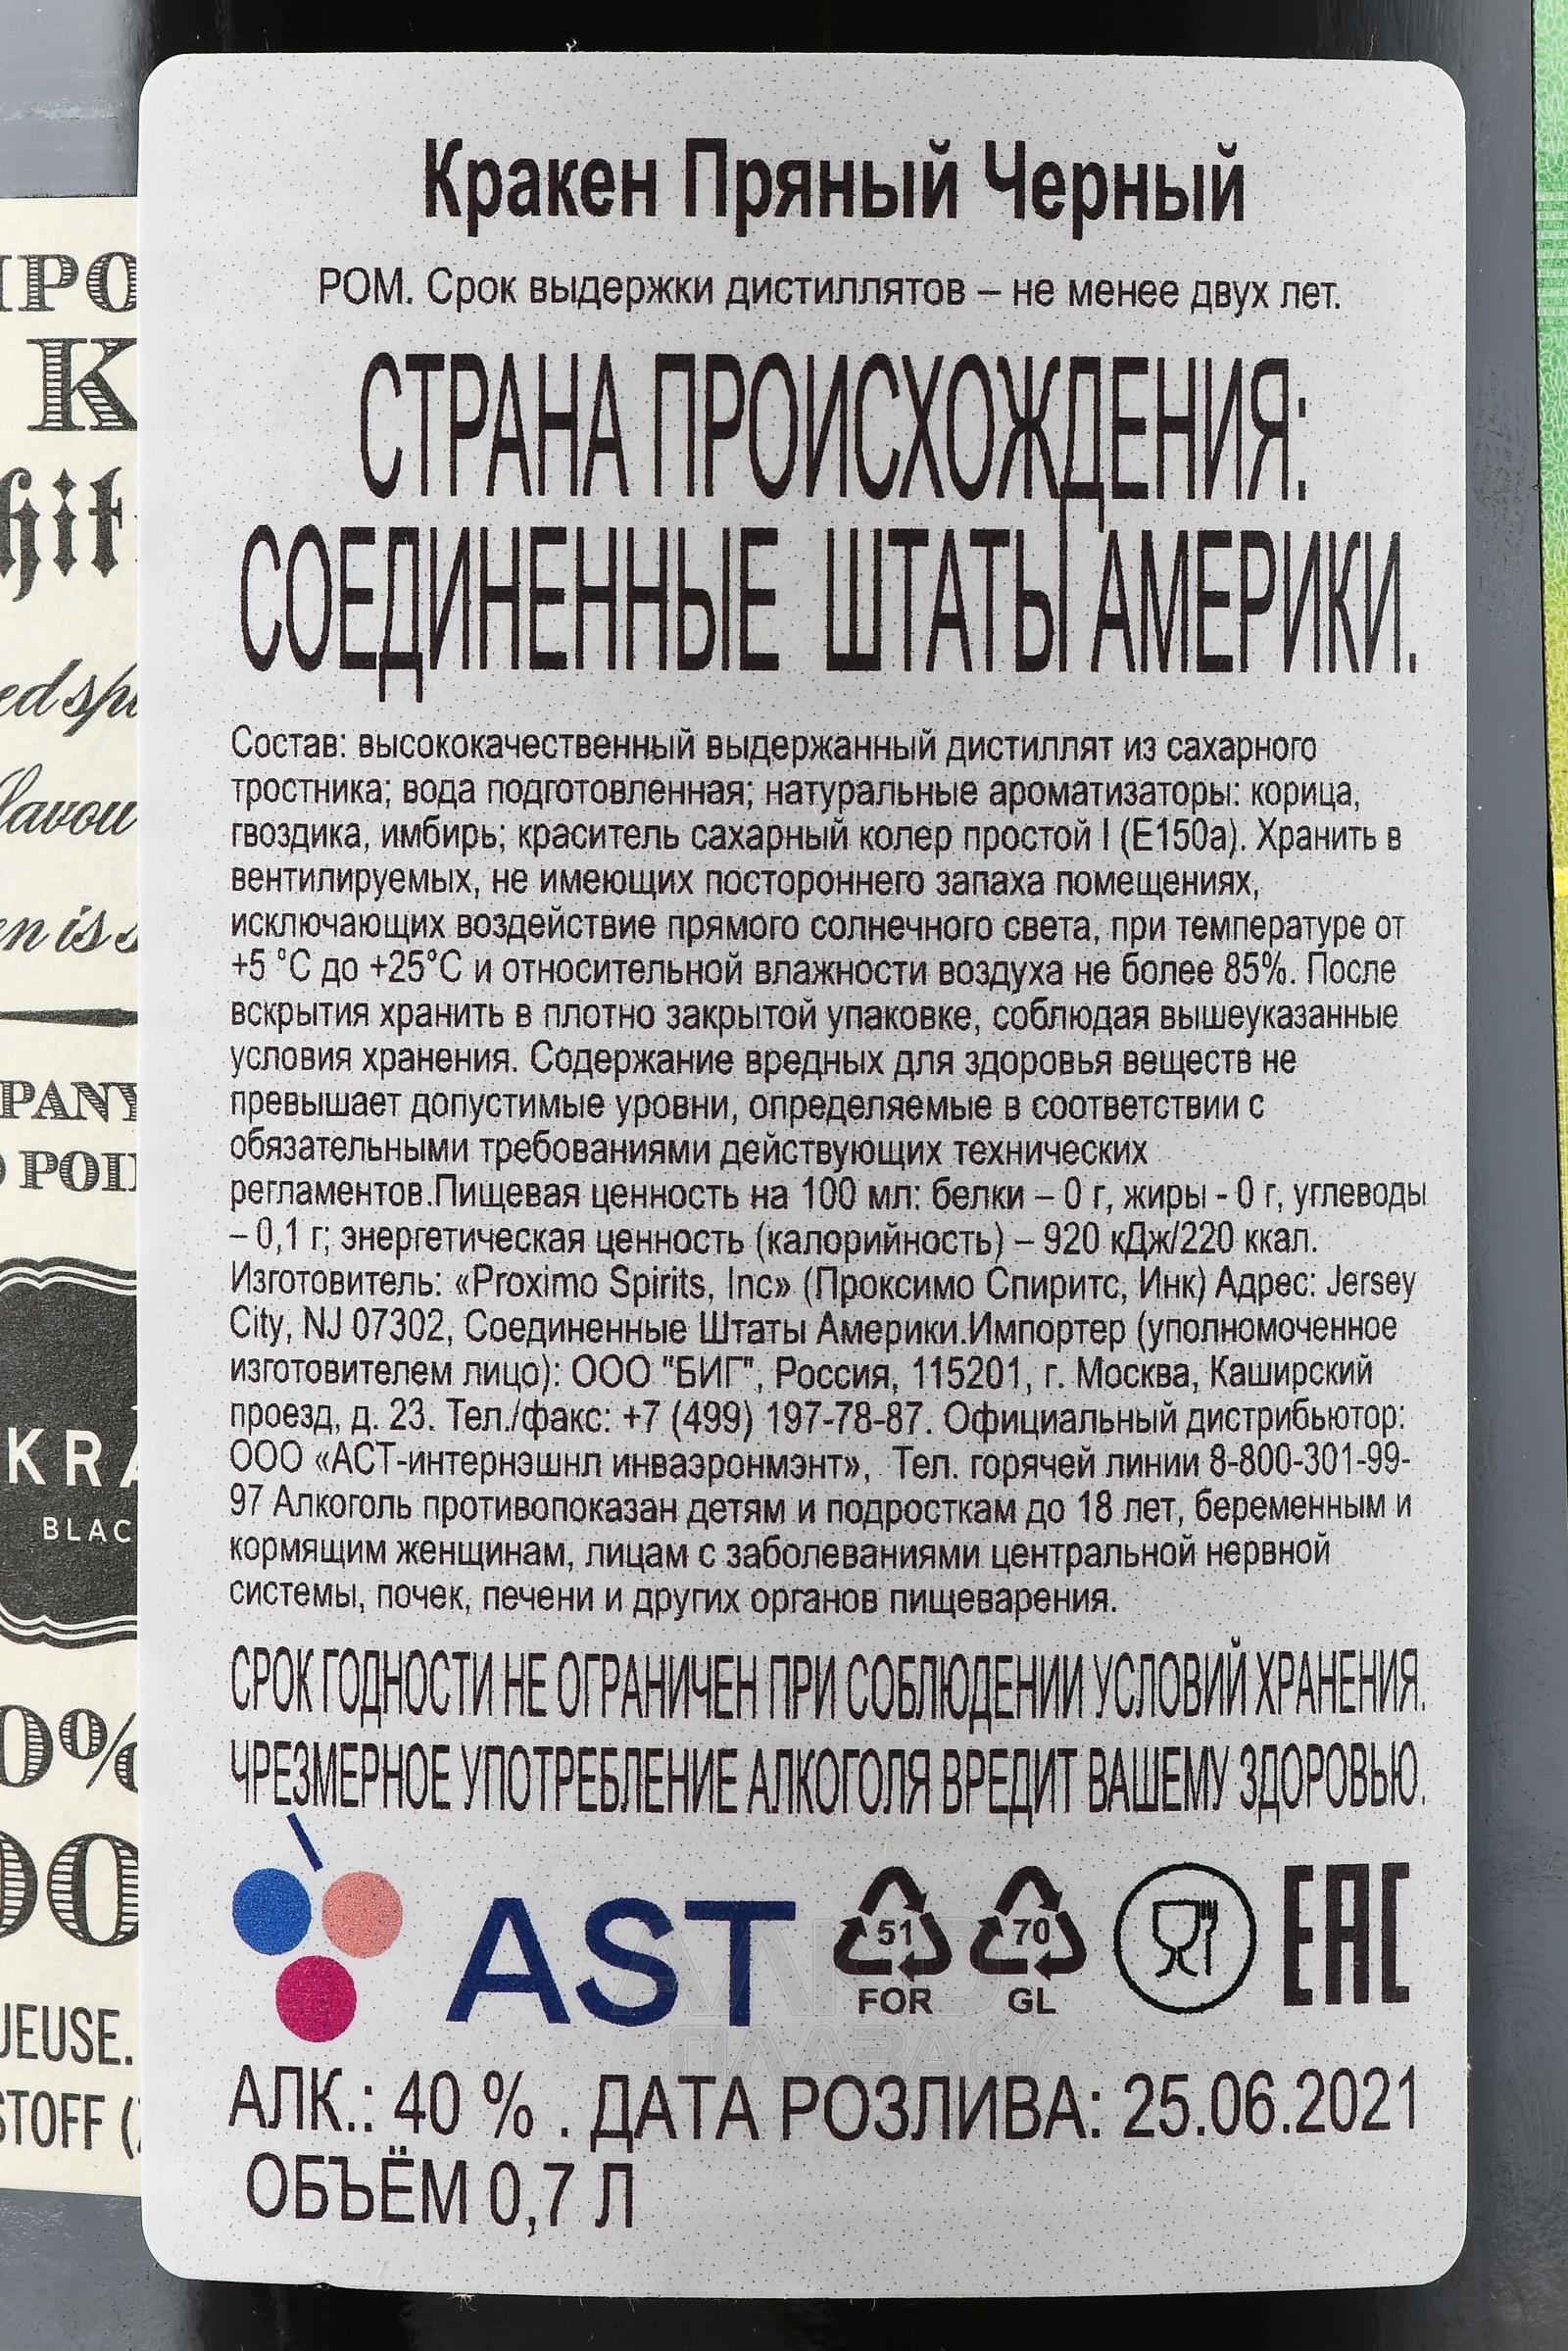 Кракен Пряный Черный
РОМ. Срок выдержки дистиллятов – не менее двух лет.
СТРАНА ПРОИСХОЖДЕНИЯ:
СОЕДИНЕННЫЕ ШТАТЫ АМЕРИКИ.
Состав: высококачественный выдержанный дистиллят из сахарного
тростника; вода подготовленная; натуральные ароматизаторы: корица,
гвоздика, имбирь; краситель сахарный колер простой I (Е150а). Хранить в
вентилируемых, не имеющих постороннего запаха помещениях,
исключающих воздействие прямого солнечного света, при температуре от
+5 °С до +25°С и относительной влажности воздуха не более 85%. После
вскрытия хранить в плотно закрытой упаковке, соблюдая вышеуказанные
условия хранения. Содержание вредных для здоровья веществ не
превышает допустимые уровни, определяемые в соответствии с
обязательными требованиями действующих технических
регламентов.Пищевая ценность на 100 мл: белки – 0 г, жиры - 0 г, углеводы
– 0,1 г; энергетическая ценность (калорийность) – 920 кДж/220 ккал.
Изготовитель: «Proximo Spirits, Inc» (Проксимо Спиритс, Инк) Адрес: Jersey
City, NJ 07302, Соединенные Штаты Америки.Импортер (уполномоченное
изготовителем лицо): ООО "БИГ", Россия, 115201, г. Москва, Каширский
проезд, д. 23. Тел./факс: +7 (499) 197-78-87. Официальный дистрибьютор:
ООО «АСТ-интернэшнл инваэронмэнт», Тел. горячей линии 8-800-301-99-
97 Алкоголь противопоказан детям и подросткам до 18 лет, беременным и
кормящим женщинам, лицам с заболеваниями центральной нервной
системы, почек, печени и других органов пищеварения.
СРОК ГОДНОСТИ НЕ ОГРАНИЧЕН ПРИ СОБЛЮДЕНИИ УСЛОВИЙ ХРАНЕНИЯ.
ЧРЕЗМЕРНОЕ УПОТРЕБЛЕНИЕ АЛКОГОЛЯ ВРЕДИТ ВАШЕМУ ЗДОРОВЬЮ.
AST 51 FOR 70 GL EAC
АЛК.: 40 % . ДАТА РОЗЛИВА: 25.06.2021
ОБЪЁМ 0,7 Л